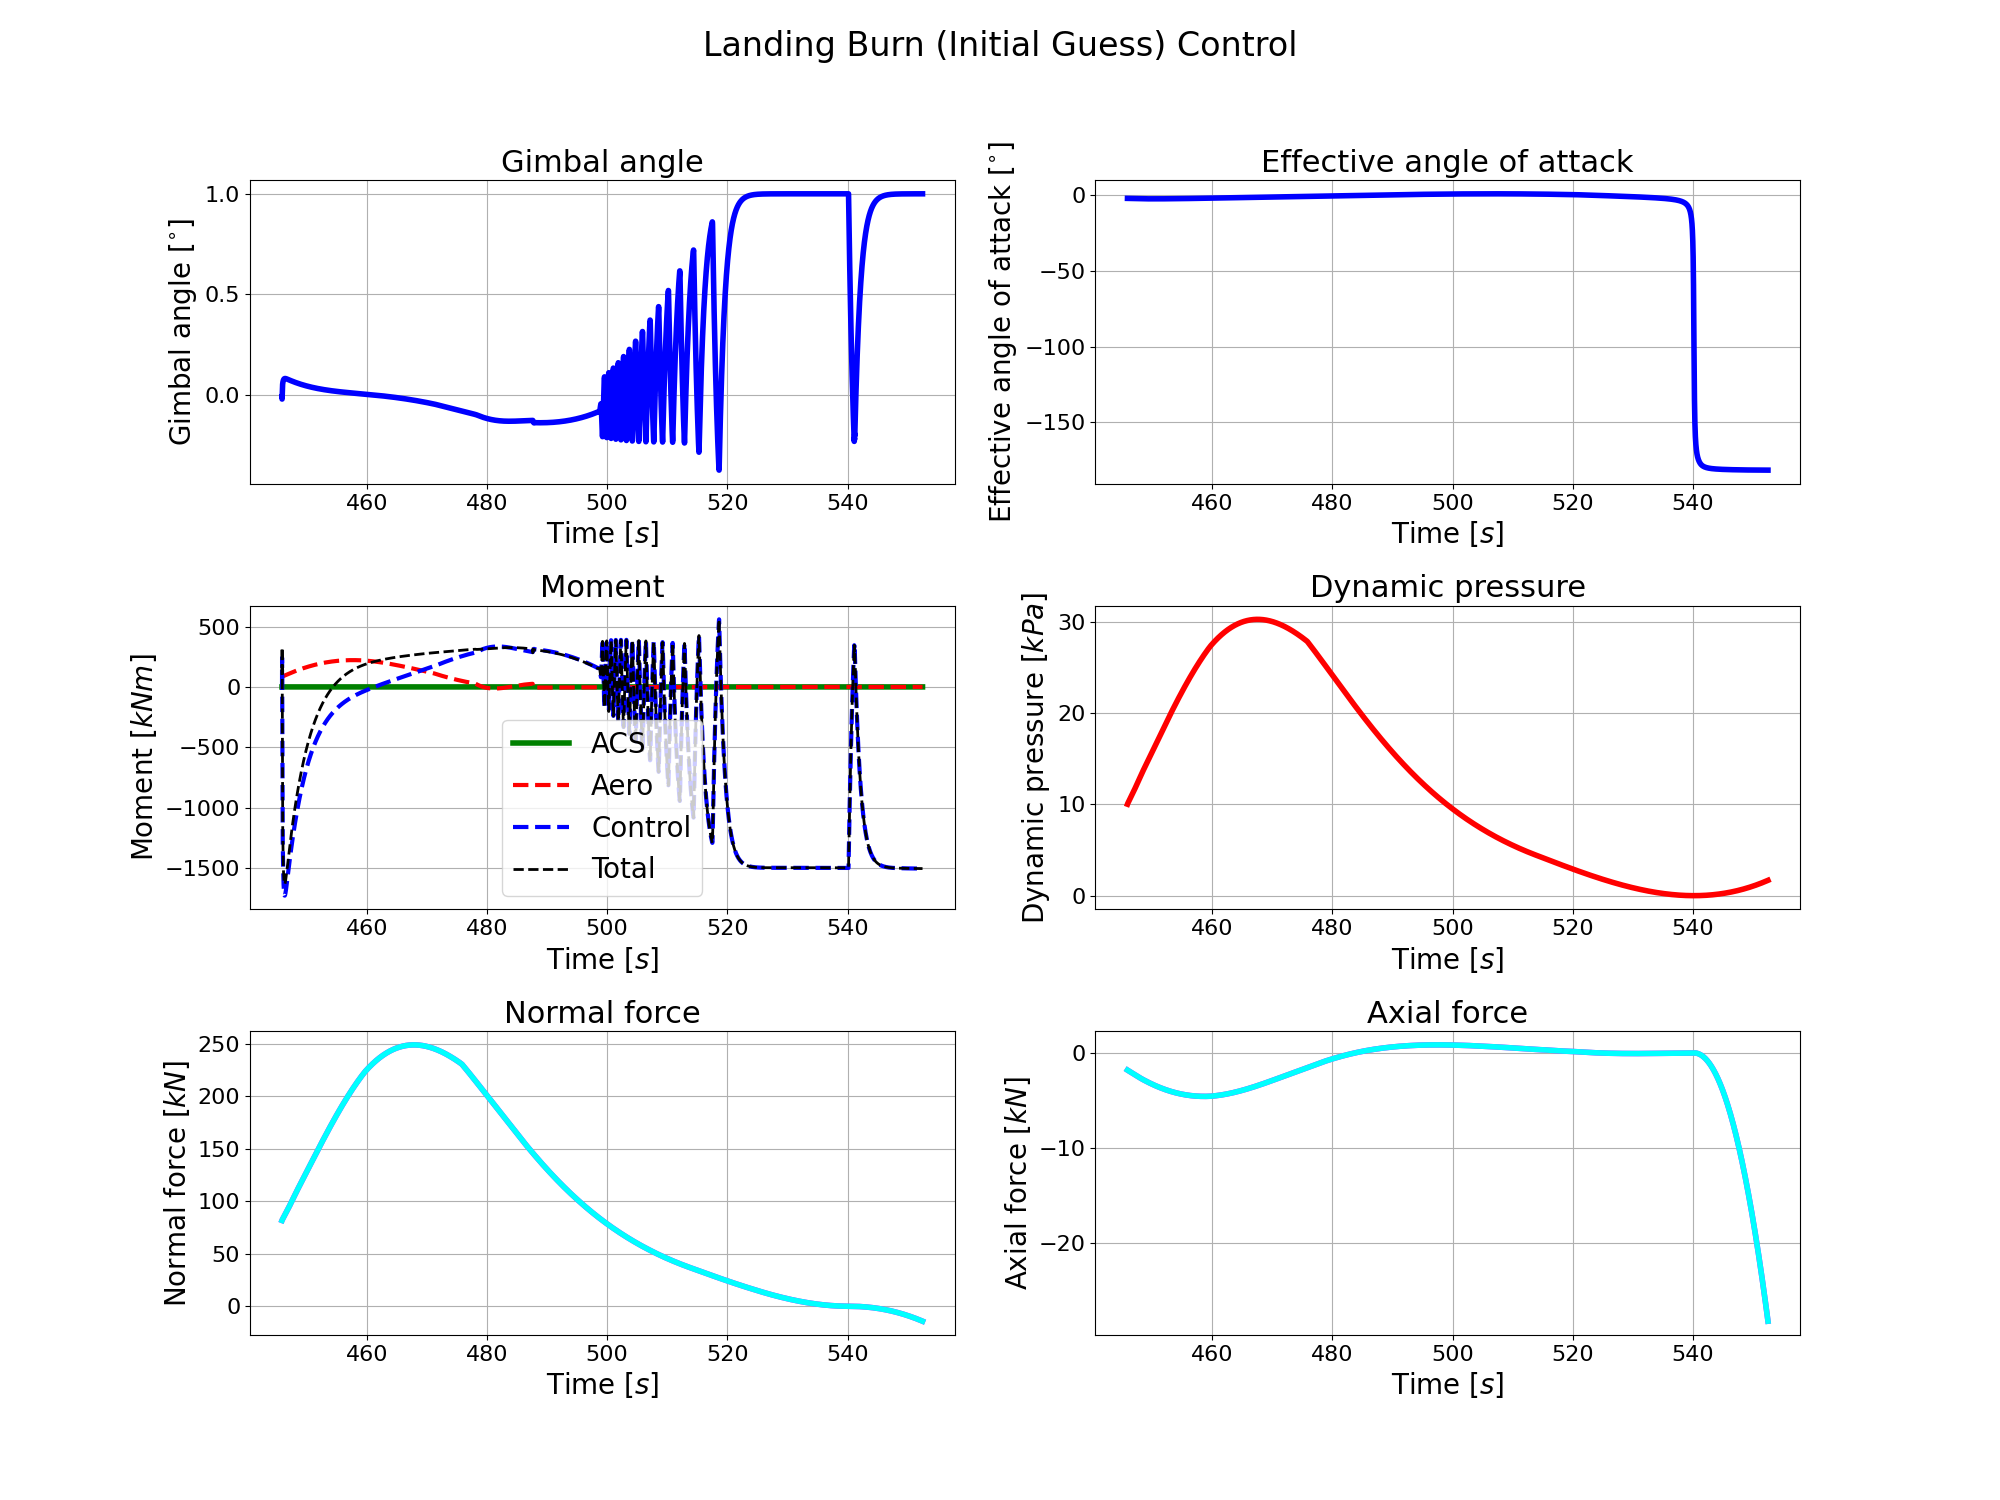 Landing Burn (Initial Guess) Control
Gimbal angle
Gimbal angle [°]
1.0
0.5
0.0
460 480 500 520 540
Time [s]
Effective angle of attack
Effective angle of attack [°]
0
−50
−100
−150
460 480 500 520 540
Time [s]
Moment
Moment [kNm]
500
0
−500
−1000
−1500
ACS
Aero
Control
Total
460 480 500 520 540
Time [s]
Dynamic pressure
Dynamic pressure [kPa]
30
20
10
0
460 480 500 520 540
Time [s]
Normal force
Normal force [kN]
250
200
150
100
50
0
460 480 500 520 540
Time [s]
Axial force
Axial force [kN]
0
−10
−20
460 480 500 520 540
Time [s]